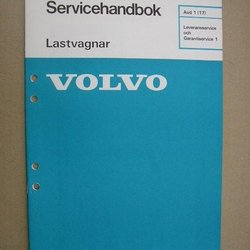 Servicehandbok
Lastvagnar
Avd 1 (17)
Leveransservice
och
Garantiservice 1
VOLVO